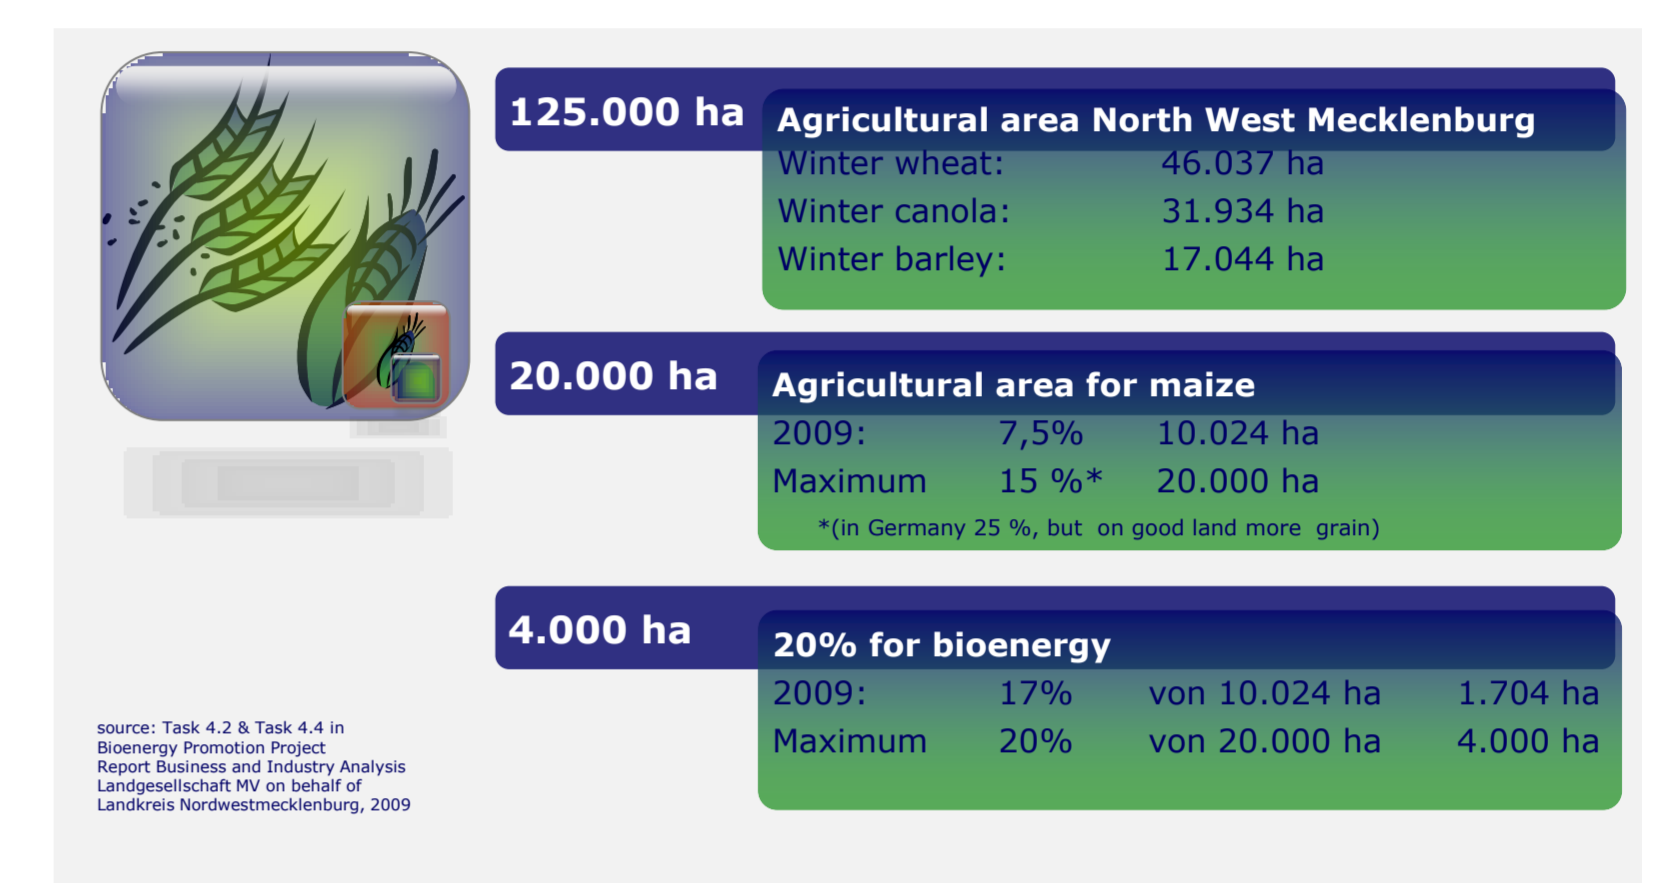 125.000 ha
Agricultural area North West Mecklenburg
Winter wheat: 46.037 ha
Winter canola: 31.934 ha
Winter barley: 17.044 ha
20.000 ha
Agricultural area for maize
2009: 7,5% 10.024 ha
Maximum 15 %* 20.000 ha
*(in Germany 25 %, but on good land more grain)
4.000 ha
20% for bioenergy
2009: 17% von 10.024 ha 1.704 ha
Maximum 20% von 20.000 ha 4.000 ha
source: Task 4.2 & Task 4.4 in
Bioenergy Promotion Project
Report Business and Industry Analysis
Landgesellschaft MV on behalf of
Landkreis Nordwestmecklenburg, 2009